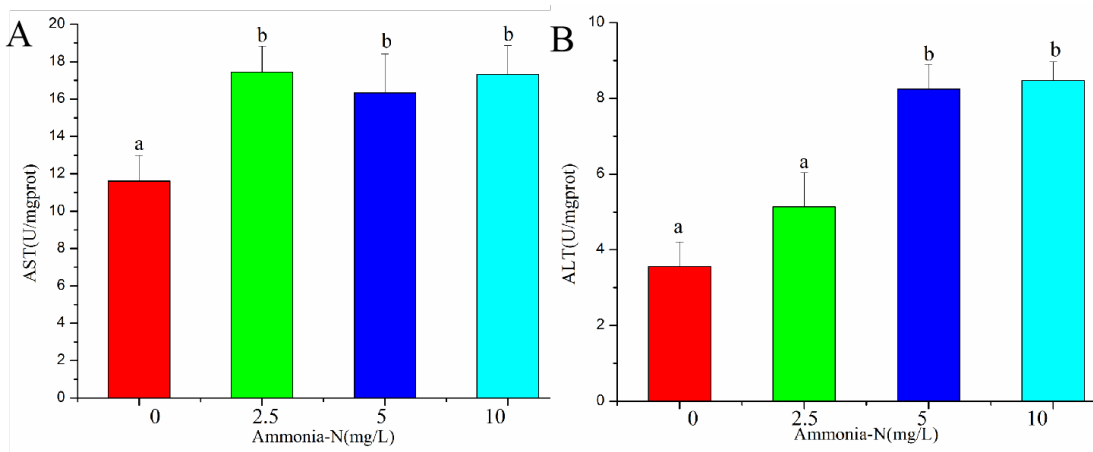 A
AST(U/mgprot)
20
18
16
14
12
10
8
6
4
2
0
a
b
b
b
0 2.5 5 10
Ammonia-N(mg/L)
B
ALT(U/mgprot)
10
8
6
4
2
0
a
a
b
b
0 2.5 5 10
Ammonia-N(mg/L)